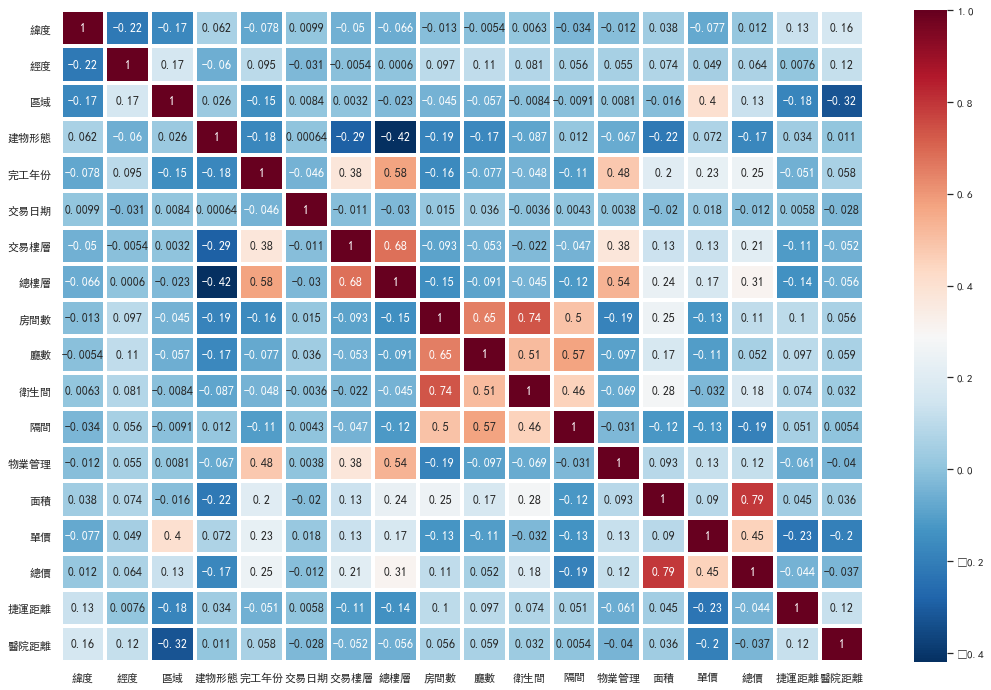 緯度 1 -0.22 -0.17 0.062 -0.078 0.0099 -0.05 -0.066 -0.013 -0.0054 0.0063 -0.034 -0.012 0.038 -0.077 0.012 0.13 0.16
經度 -0.22 1 0.17 -0.06 0.095 -0.031 -0.0054 0.0006 0.097 0.11 0.081 0.056 0.055 0.074 0.049 0.064 0.0076 0.12
區域 -0.17 0.17 1 0.026 -0.15 0.0084 0.0032 -0.023 -0.045 -0.057 -0.0084 -0.0091 0.0081 -0.016 0.4 0.13 -0.18 -0.32
建物形態 0.062 -0.06 0.026 1 -0.18 0.00064 -0.29 -0.42 -0.19 -0.17 -0.087 0.012 -0.067 -0.22 0.072 -0.17 0.034 0.011
完工年份 -0.078 0.095 -0.15 -0.18 1 -0.046 0.38 0.58 -0.16 -0.077 -0.048 -0.11 0.48 0.2 0.23 0.25 -0.051 0.058
交易日期 0.0099 -0.031 0.0084 0.00064 -0.046 1 -0.011 -0.03 0.015 0.036 -0.0036 0.0043 0.0038 -0.02 0.018 -0.012 0.0058 -0.028
交易樓層 -0.05 -0.0054 0.0032 -0.29 0.38 -0.011 1 0.68 -0.093 -0.053 -0.022 -0.047 0.38 0.13 0.13 0.21 -0.11 -0.052
總樓層 -0.066 0.0006 -0.023 -0.42 0.58 -0.03 0.68 1 -0.15 -0.091 -0.045 -0.12 0.54 0.24 0.17 0.31 -0.14 -0.056
房間數 -0.013 0.097 -0.045 -0.19 -0.16 0.015 -0.093 -0.15 1 0.65 0.74 0.5 -0.19 0.25 -0.13 0.11 0.1 0.056
廳數 -0.0054 0.11 -0.057 -0.17 -0.077 0.036 -0.053 -0.091 0.65 1 0.51 0.57 -0.097 0.17 -0.11 0.052 0.097 0.059
衛生間 0.0063 0.081 -0.0084 -0.087 -0.048 -0.0036 -0.022 -0.045 0.74 0.51 1 0.46 -0.069 0.28 -0.032 0.18 0.074 0.032
隔間 -0.034 0.056 -0.0091 0.012 -0.11 0.0043 -0.047 -0.12 0.5 0.57 0.46 1 -0.031 -0.12 -0.13 -0.19 0.051 0.0054
物業管理 -0.012 0.055 0.0081 -0.067 0.48 0.0038 0.38 0.54 -0.19 -0.097 -0.069 -0.031 1 0.093 0.13 0.12 -0.061 -0.04
面積 0.038 0.074 -0.016 -0.22 0.2 -0.02 0.13 0.24 0.25 0.17 0.28 -0.12 0.093 1 0.09 0.79 0.045 0.036
單價 -0.077 0.049 0.4 0.072 0.23 0.018 0.13 0.17 -0.13 -0.11 -0.032 -0.13 0.13 0.09 1 0.45 -0.23 -0.2
總價 0.012 0.064 0.13 -0.17 0.25 -0.012 0.21 0.31 0.11 0.052 0.18 -0.19 0.12 0.79 0.45 1 -0.044 -0.037
捷運距離 0.13 0.0076 -0.18 0.034 -0.051 0.0058 -0.11 -0.14 0.1 0.097 0.074 0.051 -0.061 0.045 -0.23 -0.044 1 0.12
醫院距離 0.16 0.12 -0.32 0.011 0.058 -0.028 -0.052 -0.056 0.056 0.059 0.032 0.0054 -0.04 0.036 -0.2 -0.037 0.12 1
緯度 經度 區域 建物形態 完工年份 交易日期 交易樓層 總樓層 房間數 廳數 衛生間 隔間 物業管理 面積 單價 總價 捷運距離 醫院距離
1.0
0.8
0.6
0.4
0.2
0.0
□0.2
□0.4